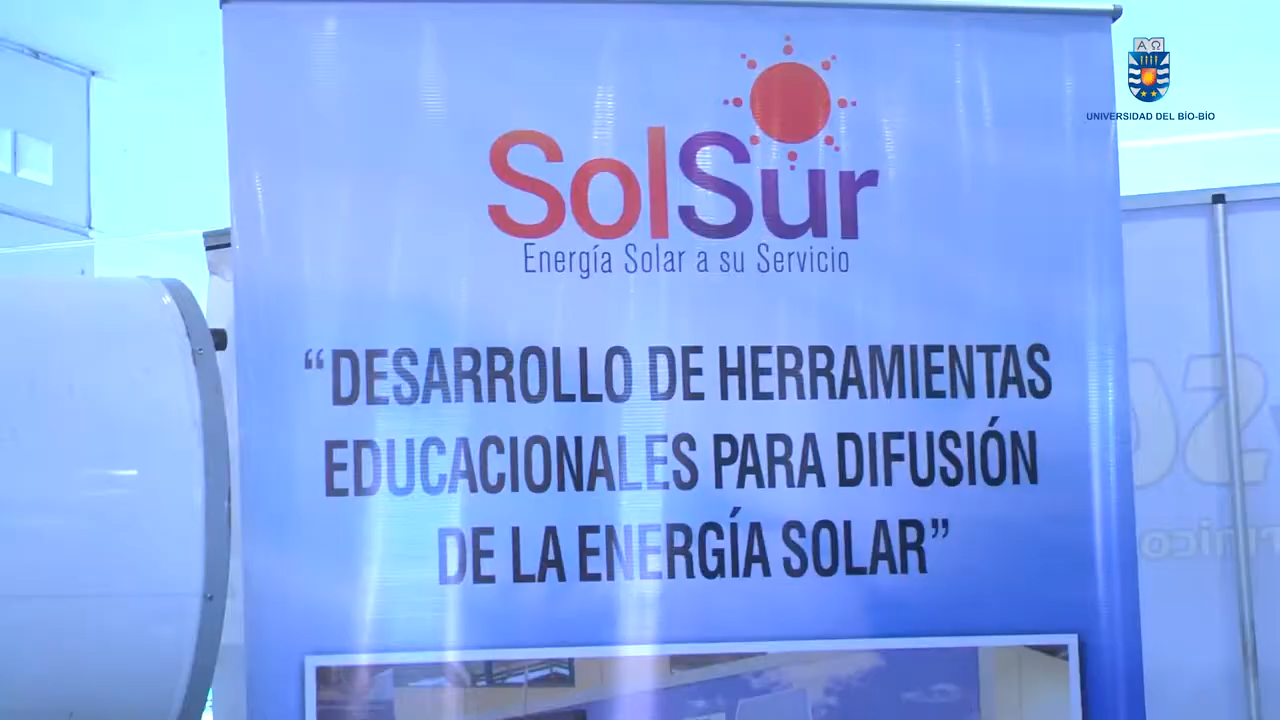 ΑΩ
UNIVERSIDAD DEL BÍO-BÍO
SolSur
Energía Solar a su Servicio
“DESARROLLO DE HERRAMIENTAS
EDUCACIONALES PARA DIFUSIÓN
DE LA ENERGÍA SOLAR”